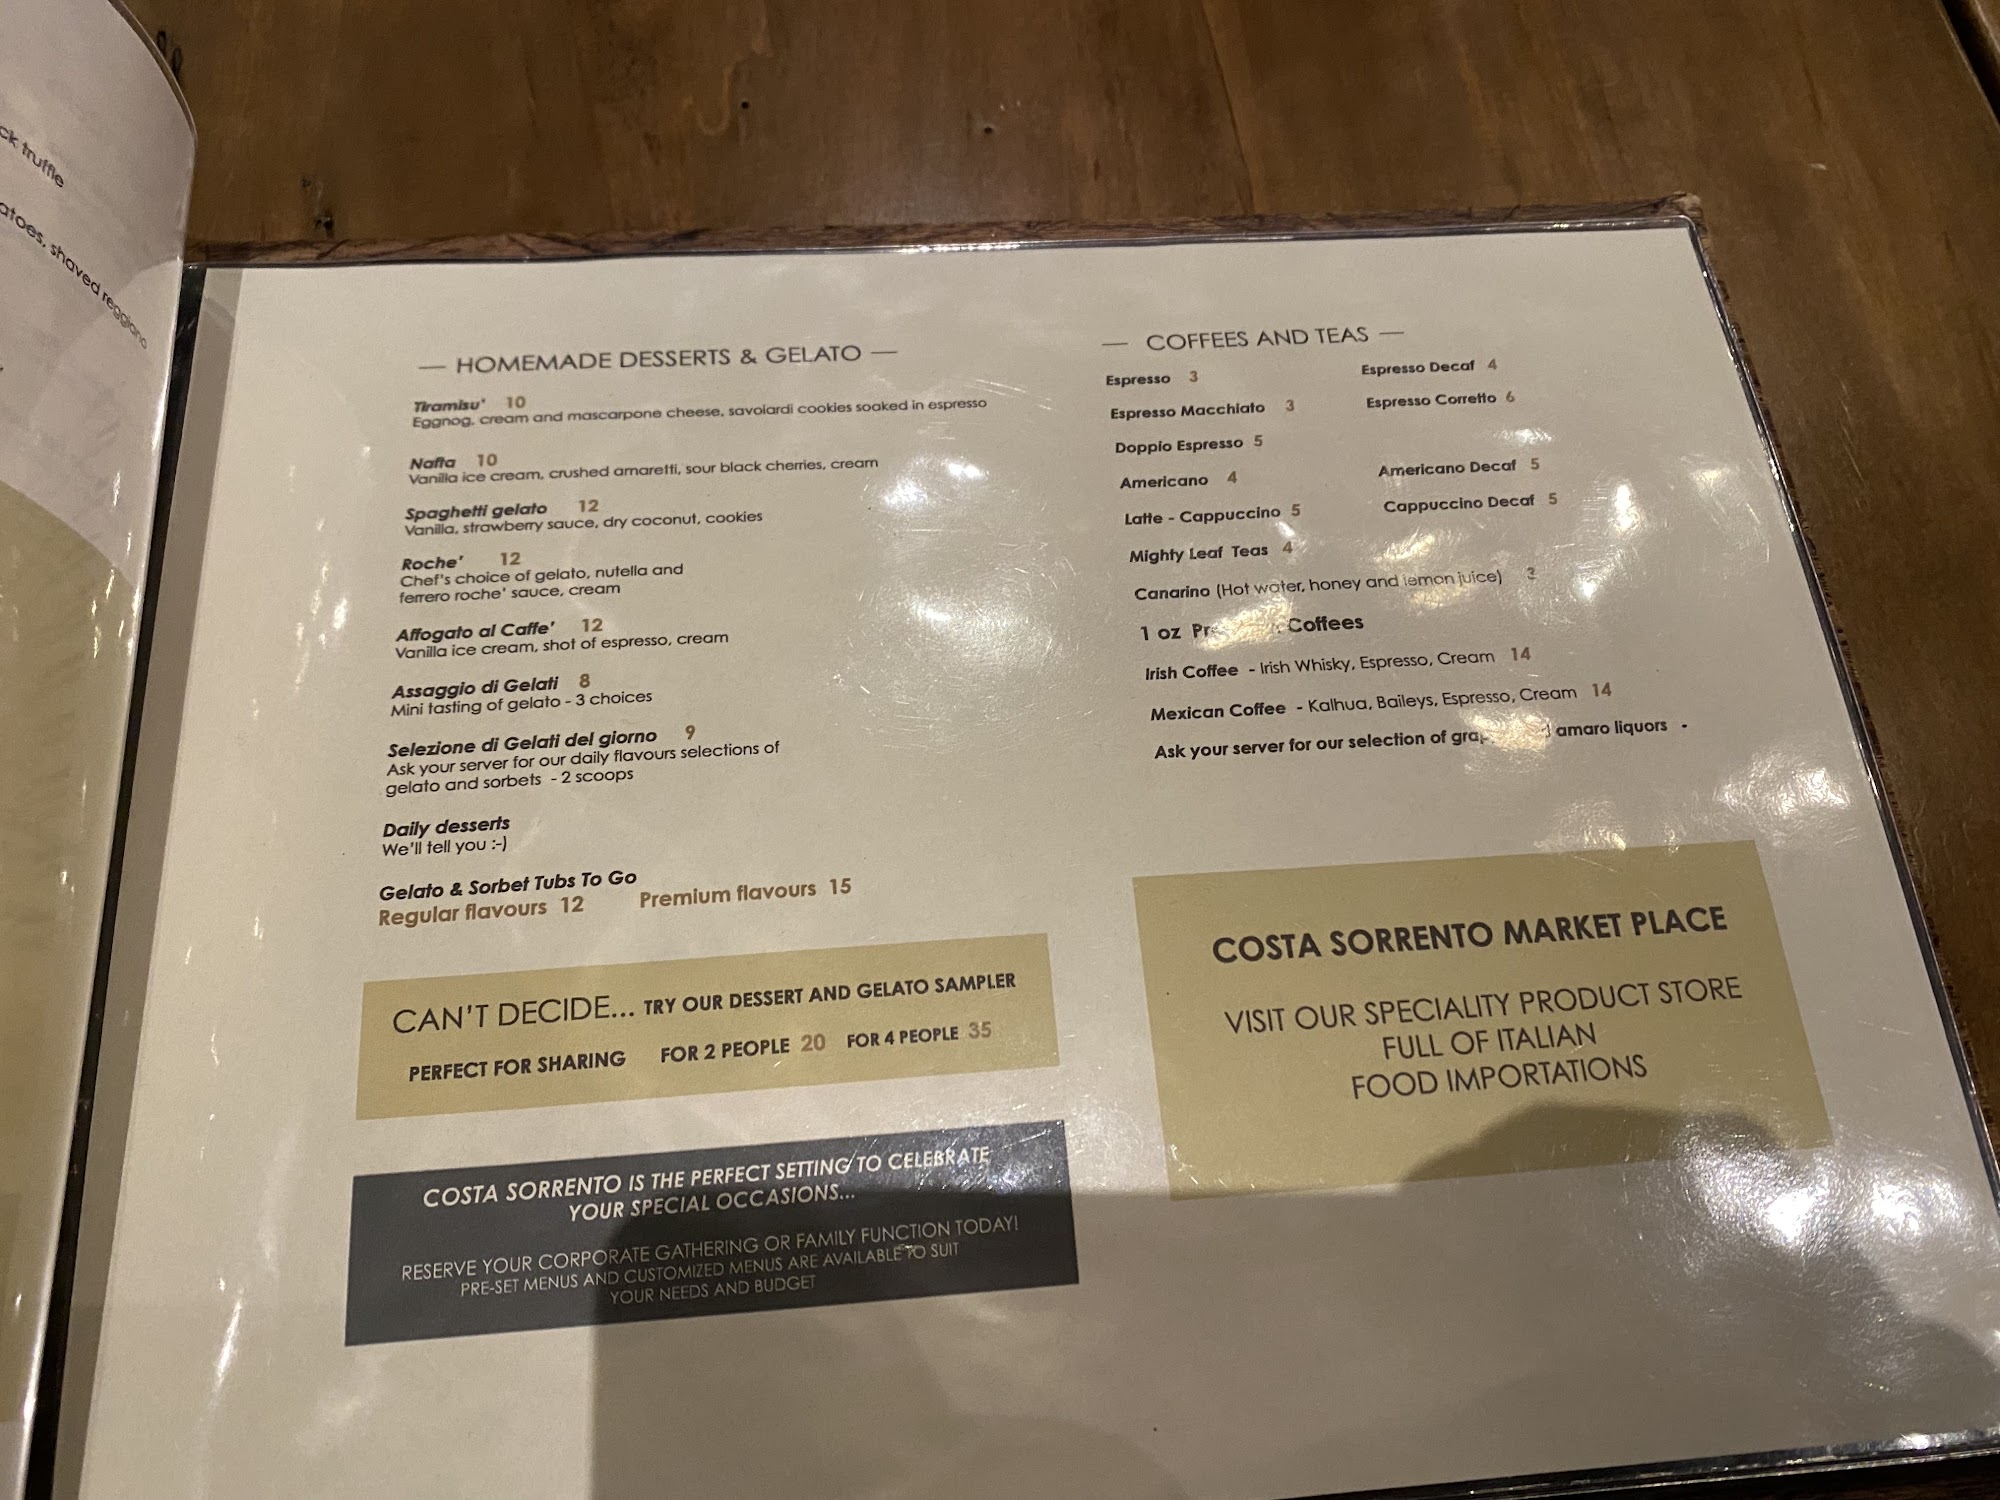 ck truffle
atoes, shaved reggiano
— HOMEMADE DESSERTS & GELATO —
Tiramisu' 10
Eggnog, cream and mascarpone cheese, savoiardi cookies soaked in espresso
Nafta 10
Vanilla ice cream, crushed amaretti, sour black cherries, cream
Spaghetti gelato 12
Vanilla, strawberry sauce, dry coconut, cookies
Roche' 12
Chef's choice of gelato, nutella and
ferrero roche' sauce, cream
Affogato al Caffe' 12
Vanilla ice cream, shot of espresso, cream
Assaggio di Gelati 8
Mini tasting of gelato - 3 choices
Selezione di Gelati del giorno 9
Ask your server for our daily flavours selections of
gelato and sorbets - 2 scoops
Daily desserts
We'll tell you :-)
Gelato & Sorbet Tubs To Go
Regular flavours 12 Premium flavours 15
CAN'T DECIDE... TRY OUR DESSERT AND GELATO SAMPLER
PERFECT FOR SHARING FOR 2 PEOPLE 20 FOR 4 PEOPLE 35
COSTA SORRENTO IS THE PERFECT SETTING TO CELEBRATE
YOUR SPECIAL OCCASIONS...
RESERVE YOUR CORPORATE GATHERING OR FAMILY FUNCTION TODAY!
PRE-SET MENUS AND CUSTOMIZED MENUS ARE AVAILABLE TO SUIT
YOUR NEEDS AND BUDGET
— COFFEES AND TEAS —
Espresso 3 Espresso Decaf 4
Espresso Macchiato 3 Espresso Corretto 6
Doppio Espresso 5
Americano 4 Americano Decaf 5
Latte - Cappuccino 5 Cappuccino Decaf 5
Mighty Leaf Teas 4
Canarino (Hot water, honey and lemon juice) 3
1 oz Coffees
Irish Coffee - Irish Whisky, Espresso, Cream 14
Mexican Coffee - Kalhua, Baileys, Espresso, Cream 14
Ask your server for our selection of amaro liquors -
COSTA SORRENTO MARKET PLACE
VISIT OUR SPECIALITY PRODUCT STORE
FULL OF ITALIAN
FOOD IMPORTATIONS